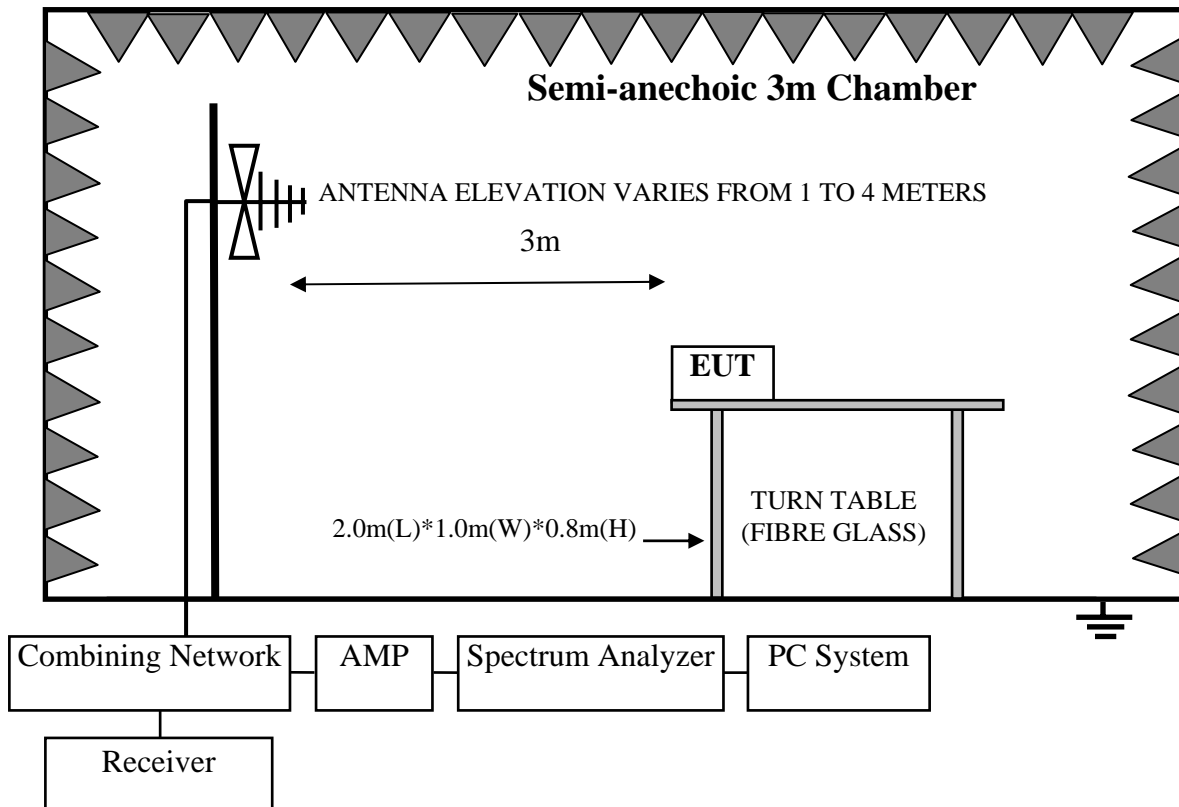 Semi-anechoic 3m Chamber
ANTENNA ELEVATION VARIES FROM 1 TO 4 METERS
3m
EUT
TURN TABLE
(FIBRE GLASS)
2.0m(L)*1.0m(W)*0.8m(H)
Combining Network
AMP
Spectrum Analyzer
PC System
Receiver